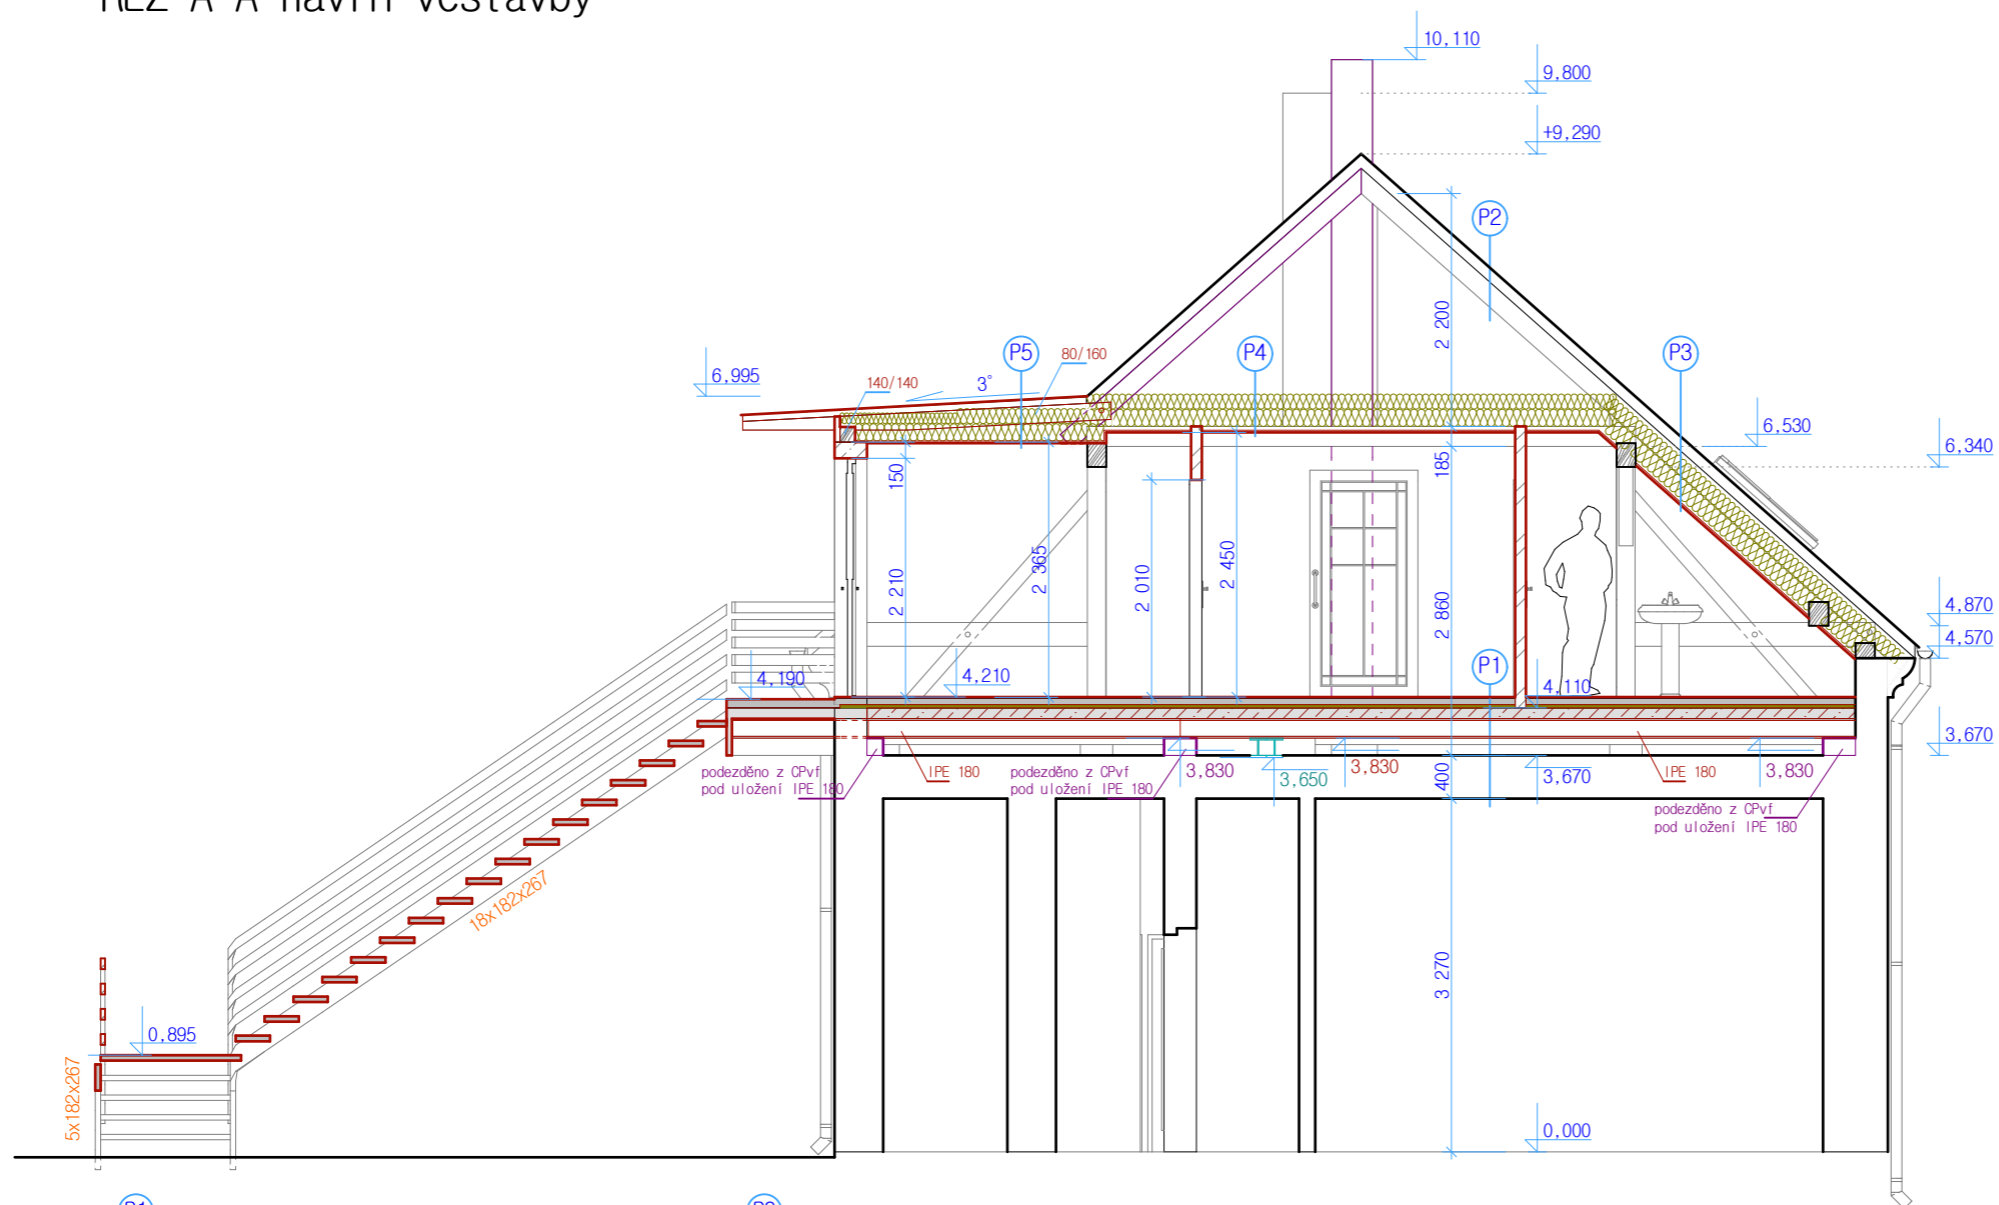 ŘEZ A-A návrh vestavby
10,110
9,800
+9,290
P2
2 200
P5
80/160
P4
P3
6,995
140/140
3°
6,530
6,340
150
185
2 210
2 365
2 010
2 450
2 860
4,870
4,570
P1
4,190
4,210
4,110
3,670
podezděno z CPvf
pod uložení IPE 180
IPE 180
podezděno z CPvf
pod uložení IPE 180
3,830
3,650
3,830
400
3,670
IPE 180
3,830
podezděno z CPvf
pod uložení IPE 180
18x182x267
3 270
0,895
5x182x267
0,000
P1